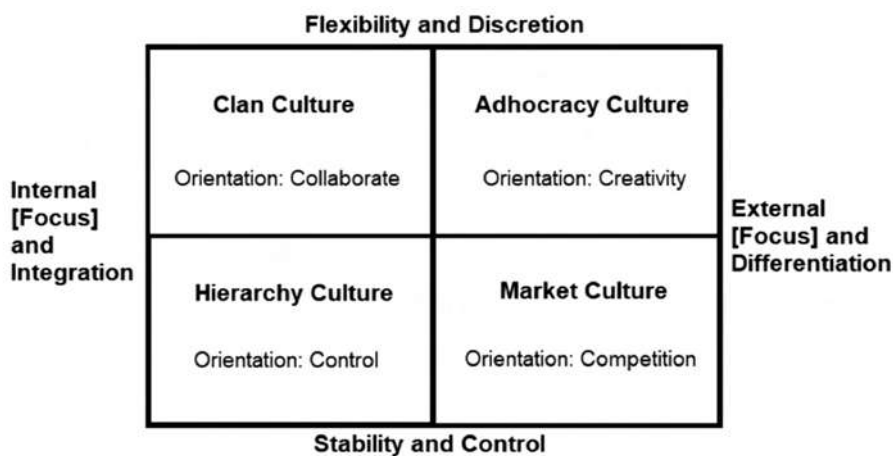 Flexibility and Discretion
Clan Culture
Adhocracy Culture
Orientation: Collaborate
Orientation: Creativity
Internal
[Focus]
and
Integration
External
[Focus] and
Differentiation
Hierarchy Culture
Market Culture
Orientation: Control
Orientation: Competition
Stability and Control